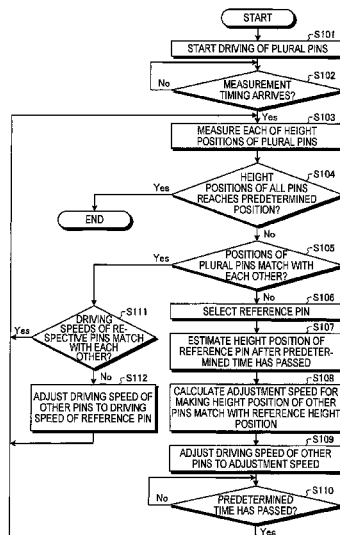 START
S101
START DRIVING OF PLURAL PINS
S102
No
MEASUREMENT
TIMING ARRIVES?
Yes
S103
MEASURE EACH OF HEIGHT
POSITIONS OF PLURAL PINS
S104
Yes
HEIGHT
POSITIONS OF ALL PINS
REACHES PREDETERMINED
POSITION?
END
No
S105
Yes
POSITIONS OF
PLURAL PINS MATCH WITH
EACH OTHER?
No
S111
Yes
DRIVING
SPEEDS OF RE-
SPECTIVE PINS MATCH
WITH EACH
OTHER?
No
S112
ADJUST DRIVING SPEED OF
OTHER PINS TO DRIVING
SPEED OF REFERENCE PIN
S106
SELECT REFERENCE PIN
S107
ESTIMATE HEIGHT POSITION OF
REFERENCE PIN AFTER PREDETER-
MINED TIME HAS PASSED
S108
CALCULATE ADJUSTMENT SPEED FOR
MAKING HEIGHT POSITION OF OTHER
PINS MATCH WITH REFERENCE HEIGHT
POSITION
S109
ADJUST DRIVING SPEED OF OTHER
PINS TO ADJUSTMENT SPEED
S110
No
PREDETERMINED
TIME HAS PASSED?
Yes